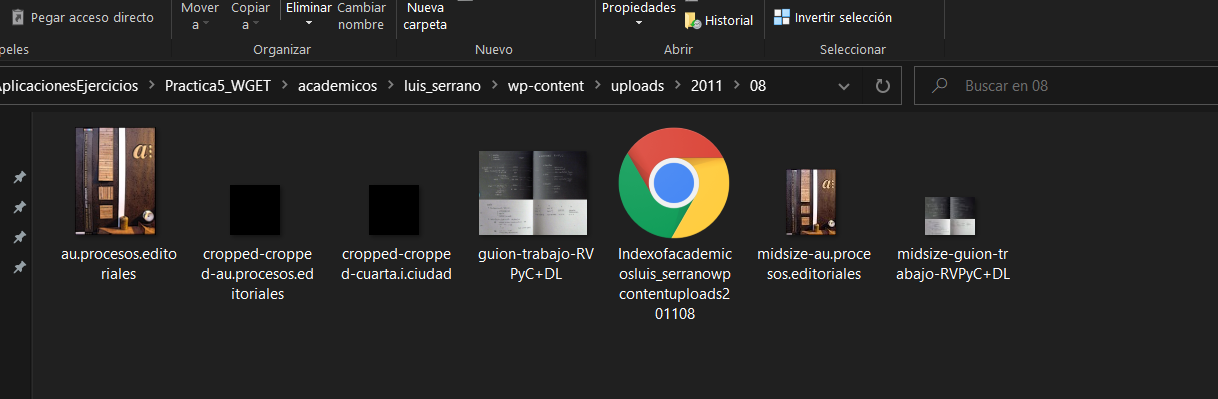 Pegar acceso directo
Mover
a
Copiar
a
Eliminar
Cambiar
nombre
Nueva
carpeta
Propiedades
Historial
Invertir selección
peles
Organizar
Nuevo
Abrir
Seleccionar
AplicacionesEjercicios > Practica5_WGET > academicos > luis_serrano > wp-content > uploads > 2011 > 08
Buscar en 08
au.procesos.edito
riales
cropped-croppe
d-au.procesos.ed
itoriales
cropped-croppe
d-cuarta.i.ciudad
guion-trabajo-RV
PyC+DL
Indexofacademic
osluis_serranowp
contentuploads2
01108
midsize-au.proce
sos.editoriales
midsize-guion-tr
abajo-RVPyC+DL